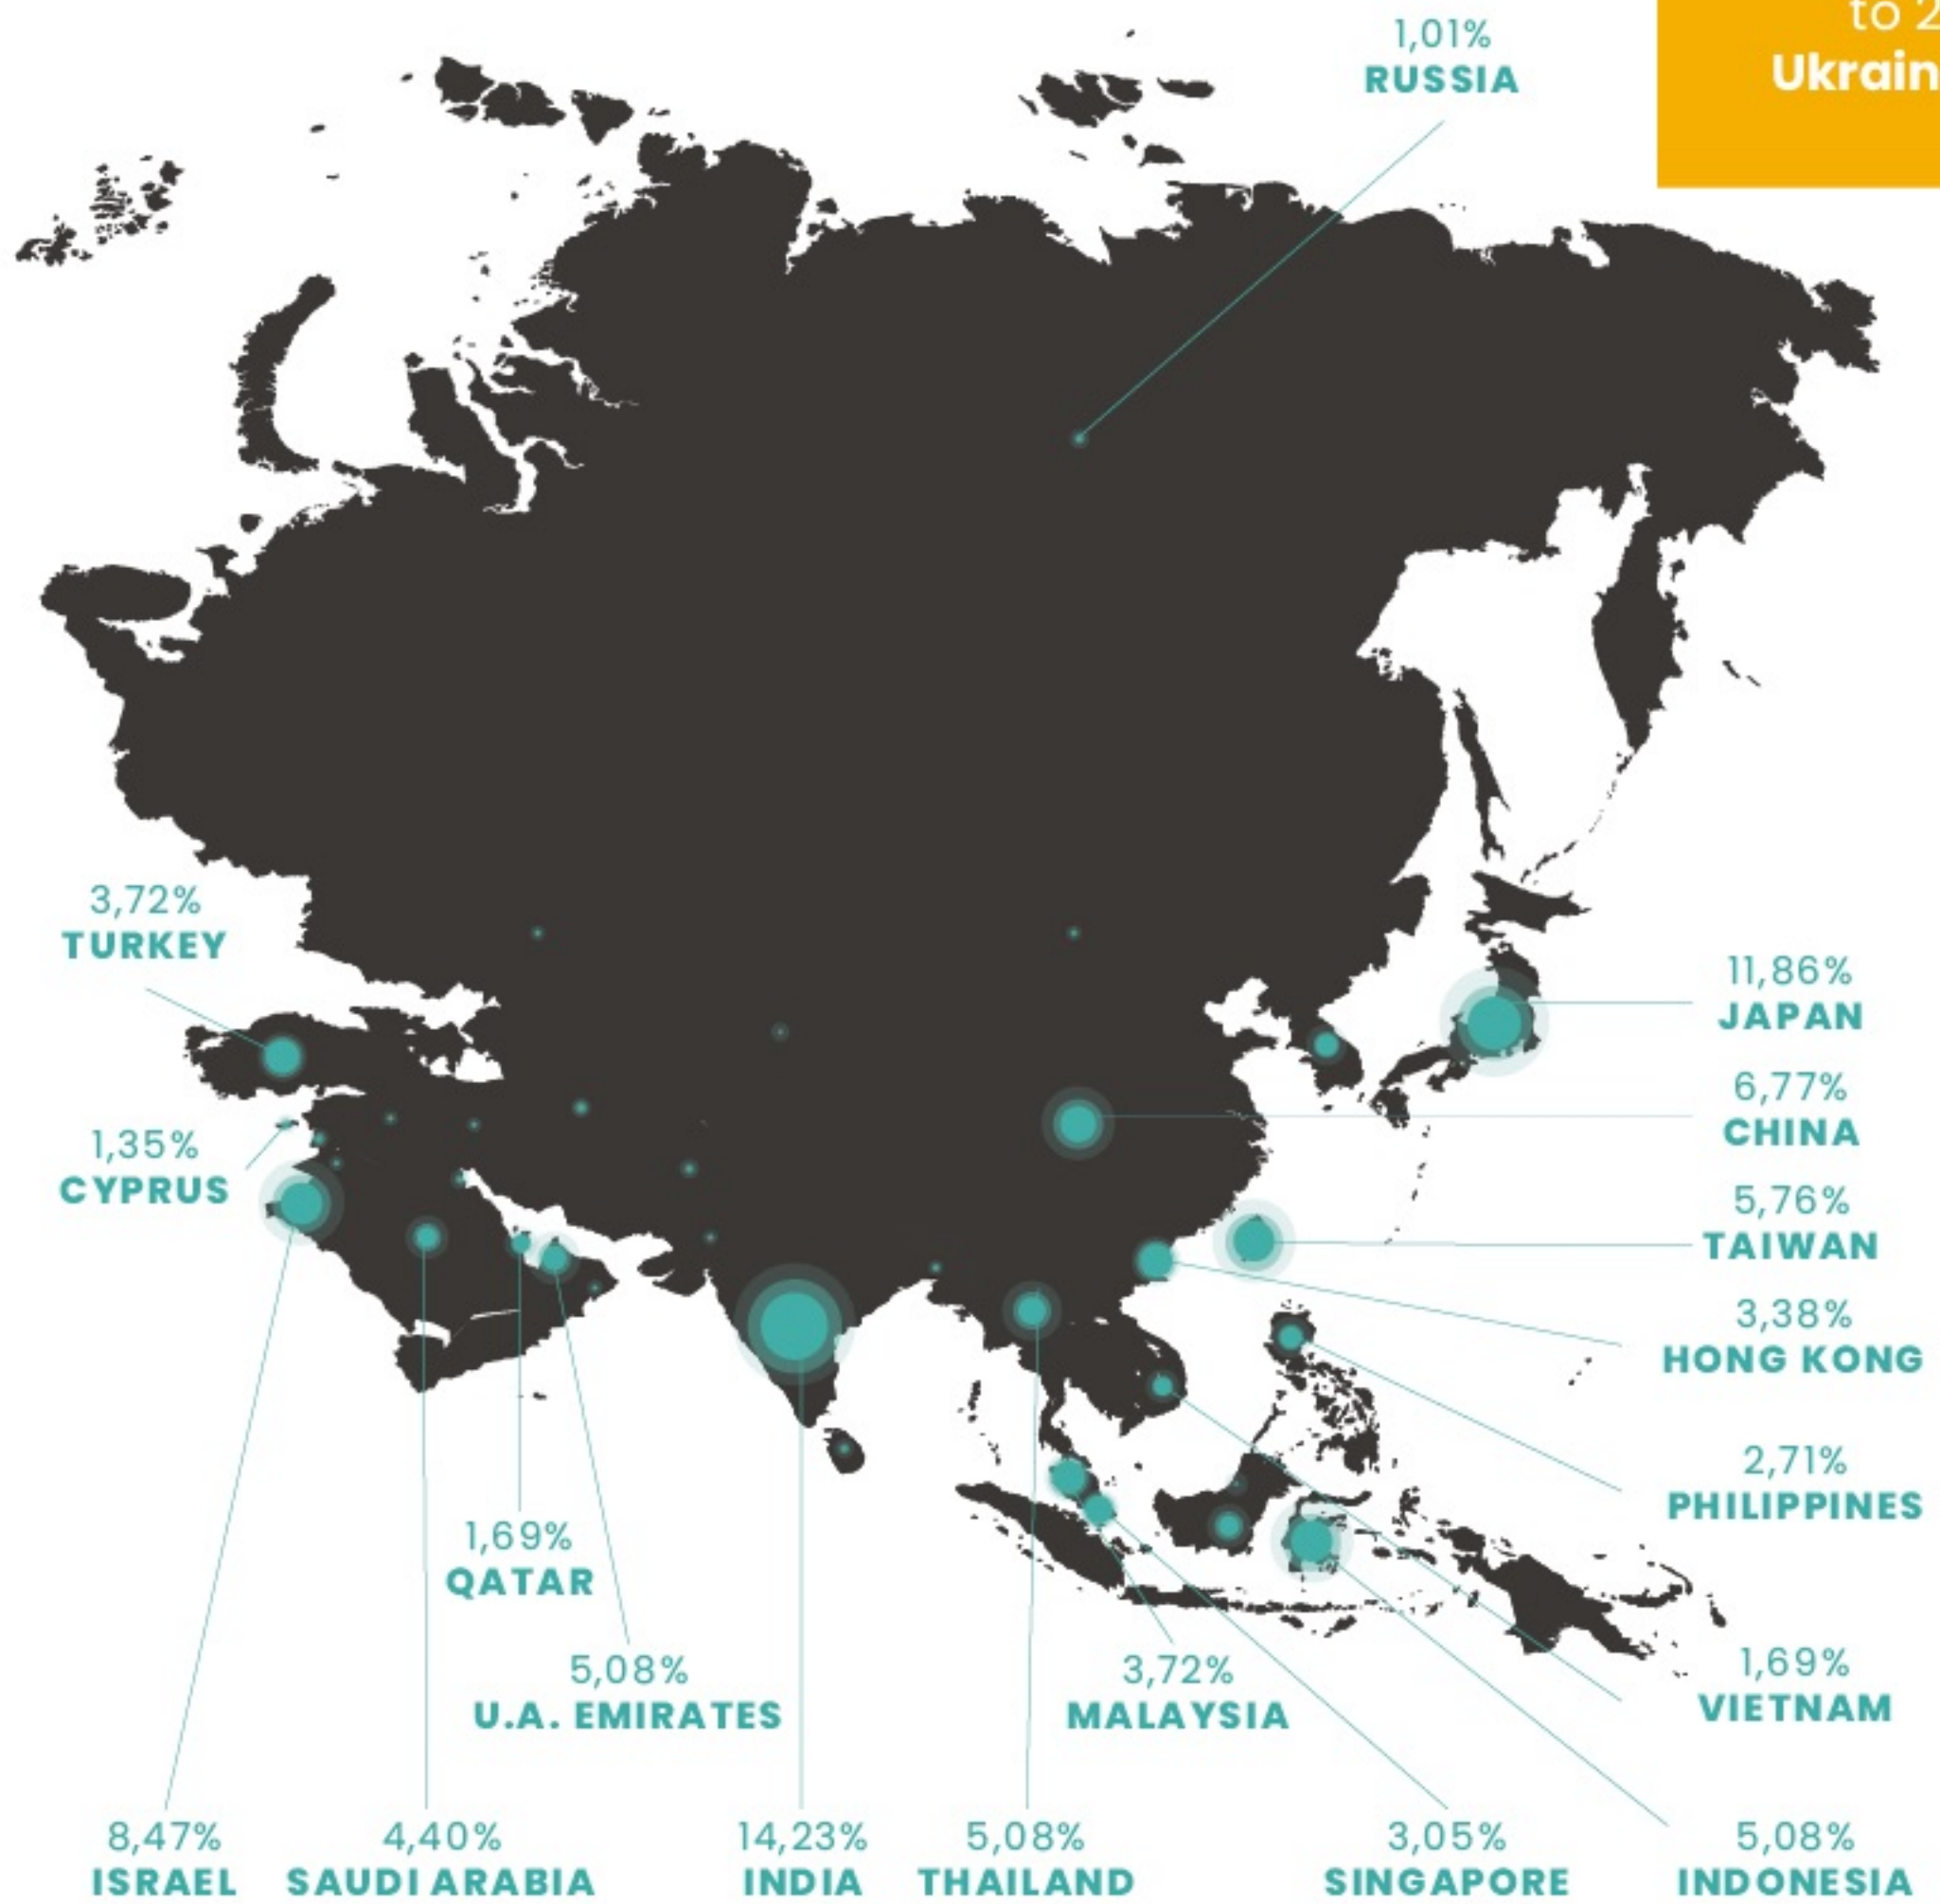 to 2
1,01%
RUSSIA
3,72%
TURKEY
11,86%
JAPAN
6,77%
CHINA
1,35%
CYPRUS
5,76%
TAIWAN
3,38%
HONG KONG
2,71%
PHILIPPINES
1,69%
QATAR
5,08%
U.A. EMIRATES
3,72%
MALAYSIA
1,69%
VIETNAM
8,47%
ISRAEL
4,40%
SAUDI ARABIA
14,23%
INDIA
5,08%
THAILAND
3,05%
SINGAPORE
5,08%
INDONESIA